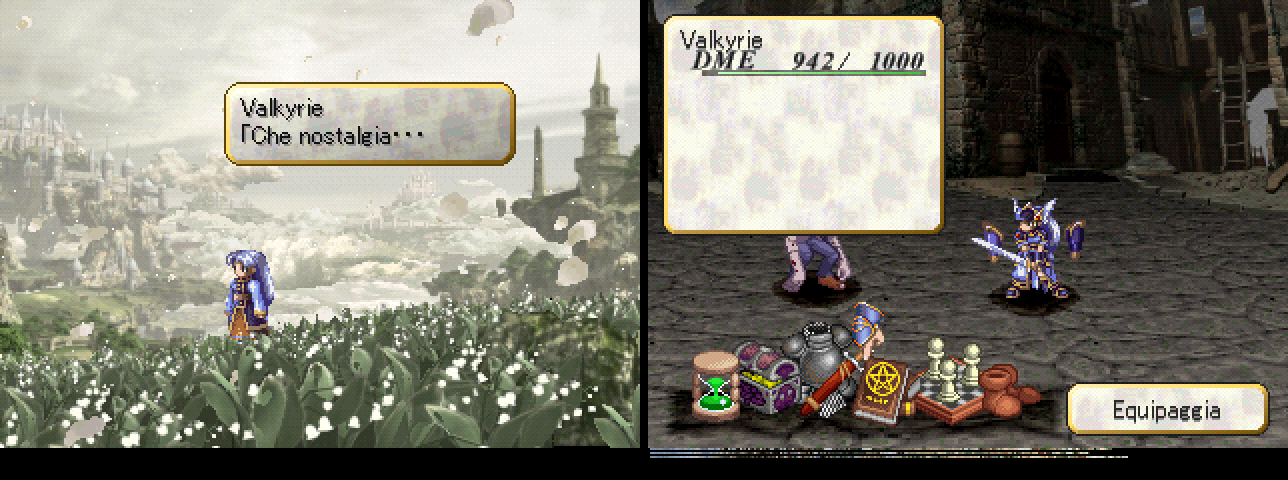 Valkyrie
「Che nostalgia・・・
Valkyrie
DME 942/ 1000
Equipaggia